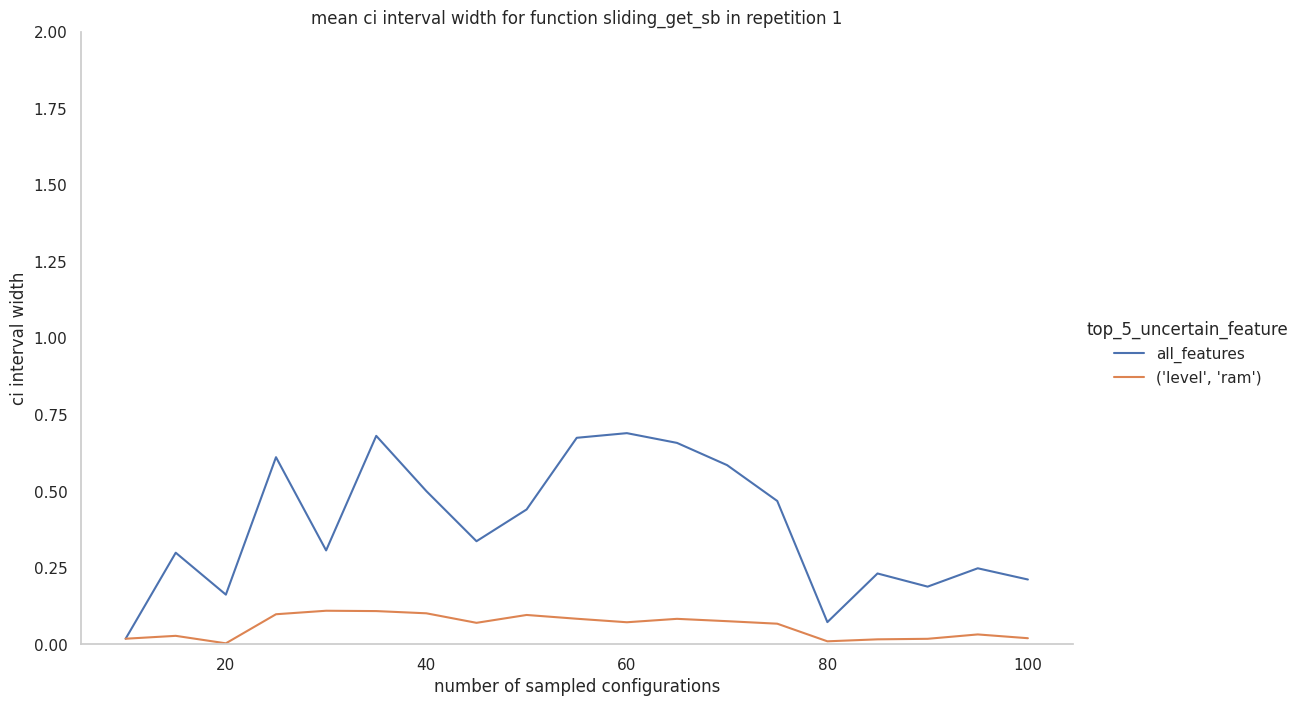 mean ci interval width for function sliding_get_sb in repetition 1
2.00
1.75
1.50
1.25
1.00
0.75
0.50
0.25
0.00
ci interval width
20 40 60 80 100
number of sampled configurations
top_5_uncertain_feature
all_features
('level', 'ram')